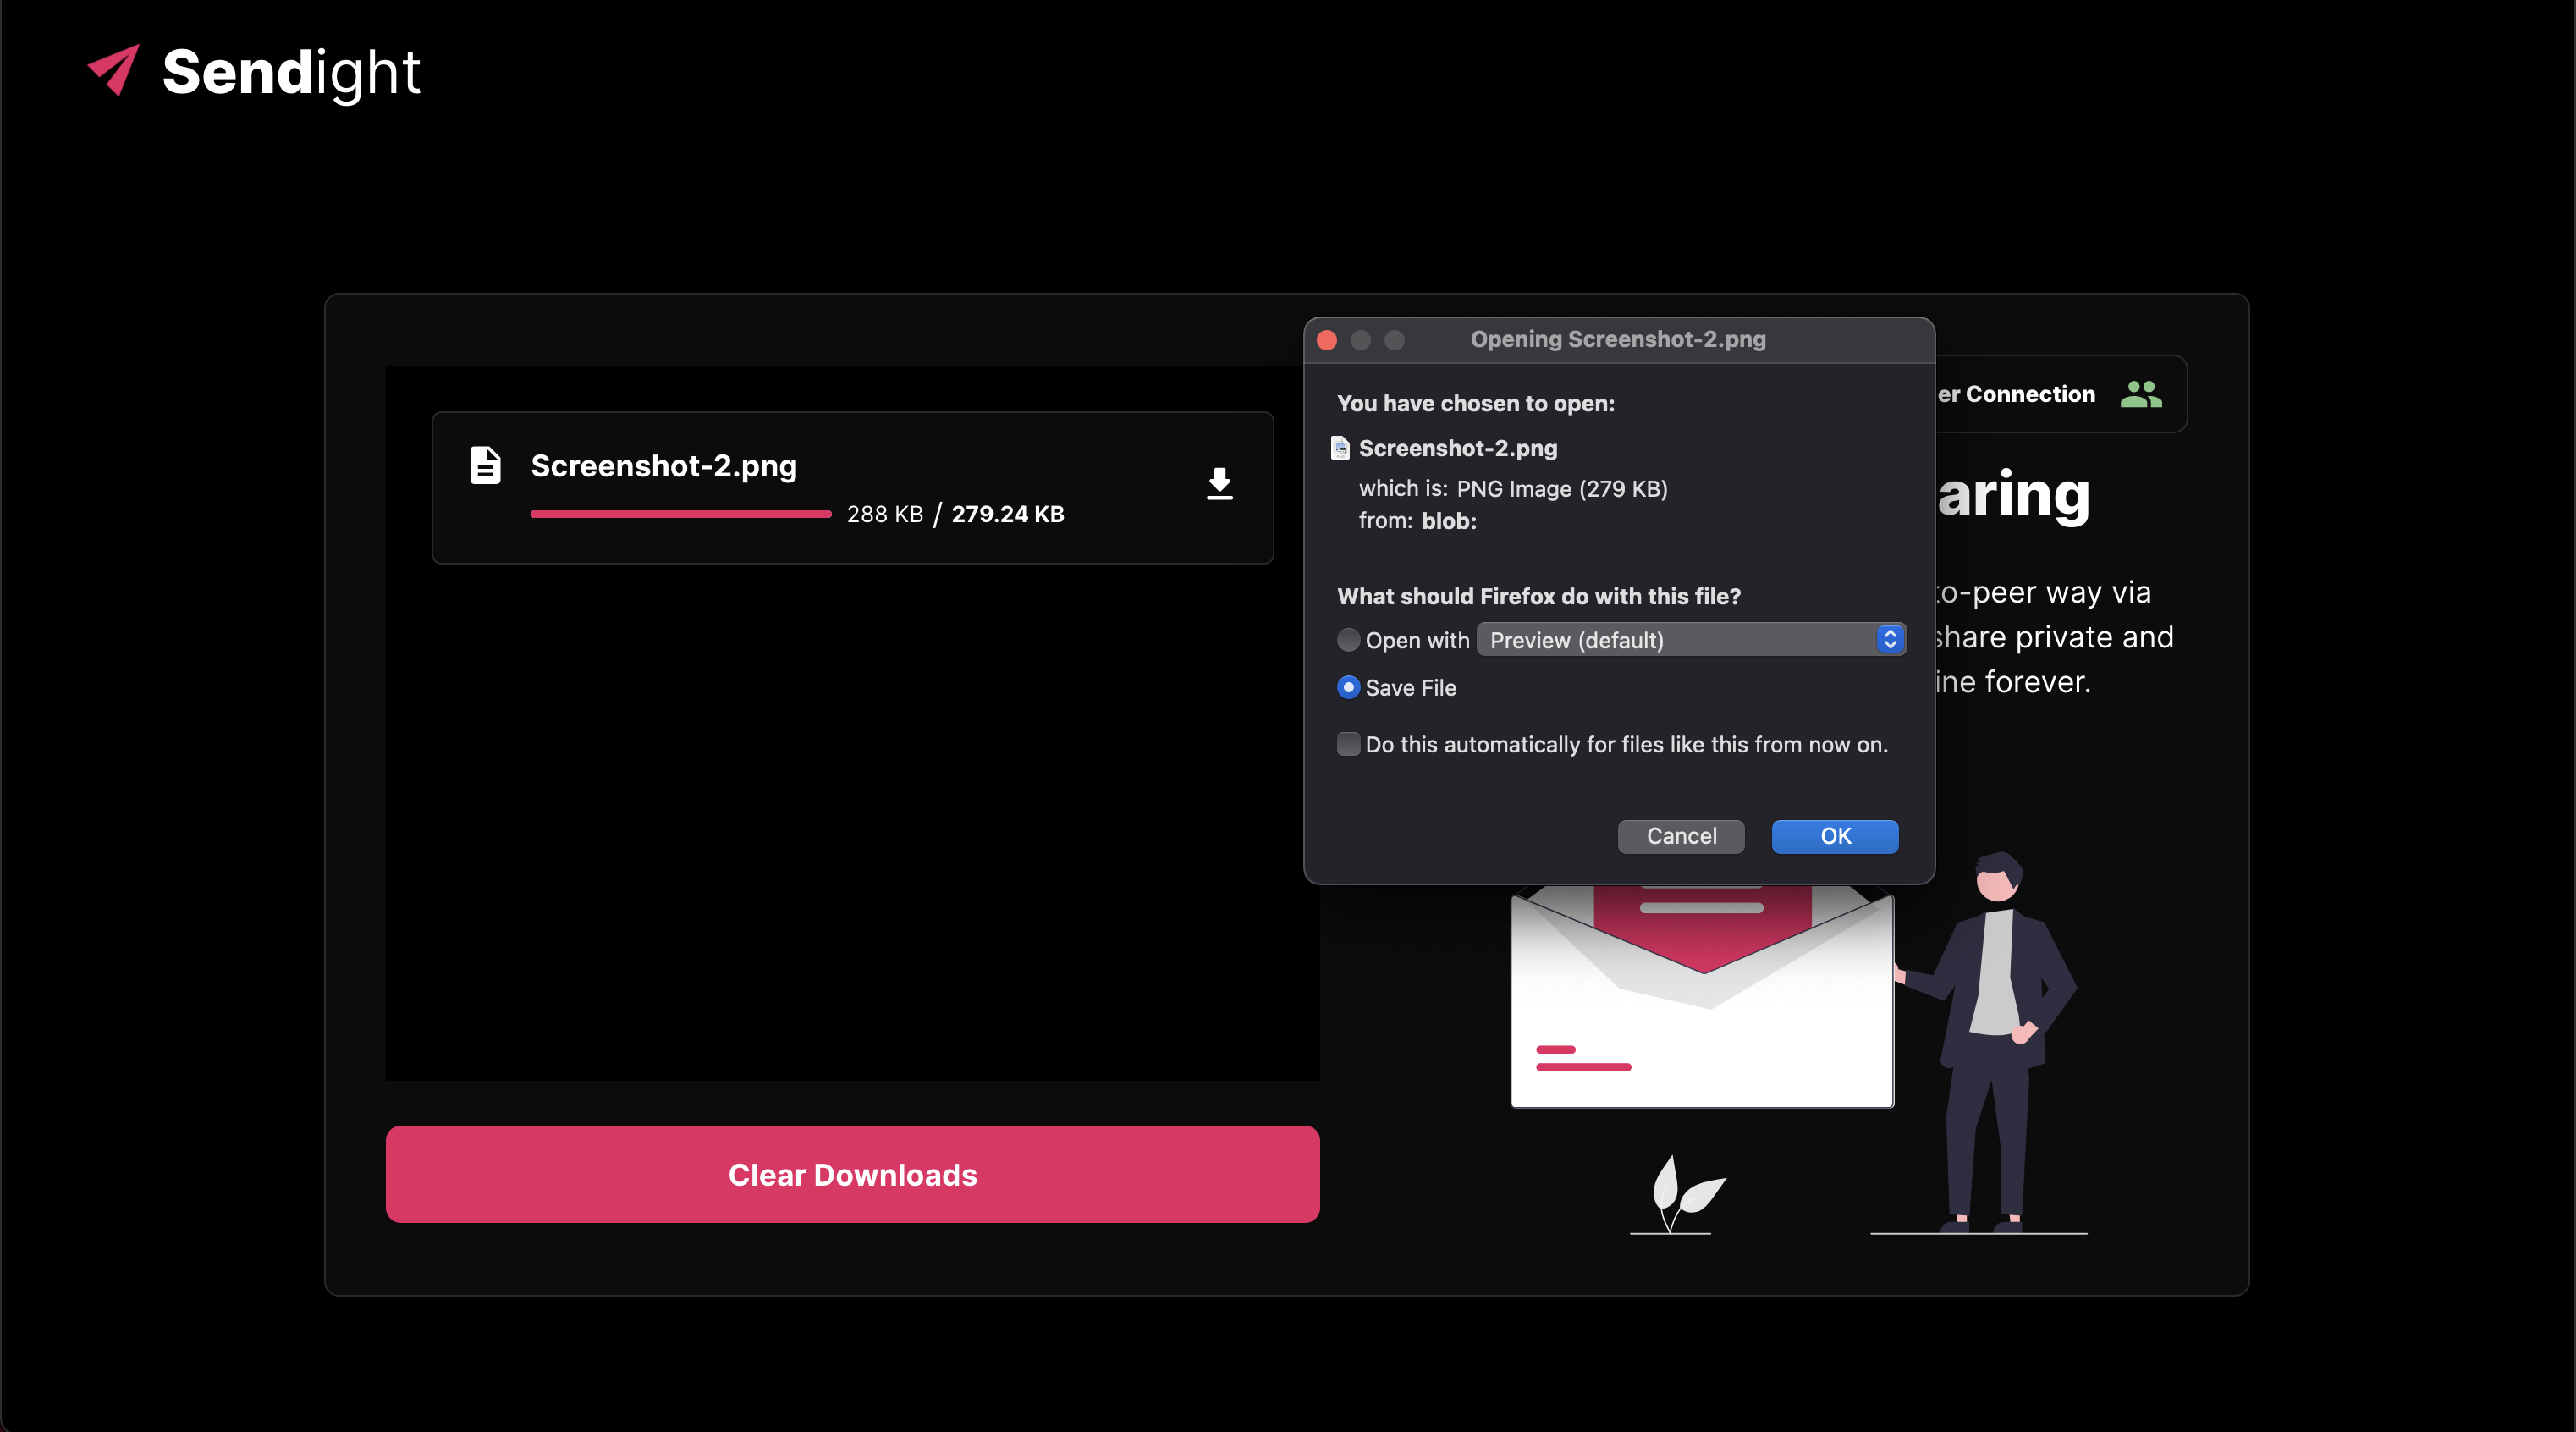 Sendight
Screenshot-2.png
288 KB / 279.24 KB
Clear Downloads
Opening Screenshot-2.png
You have chosen to open:
Screenshot-2.png
which is: PNG Image (279 KB)
from: blob:
What should Firefox do with this file?
Open with Preview (default)
Save File
Do this automatically for files like this from now on.
Cancel OK
er Connection
aring
to-peer way via
share private and
ine forever.